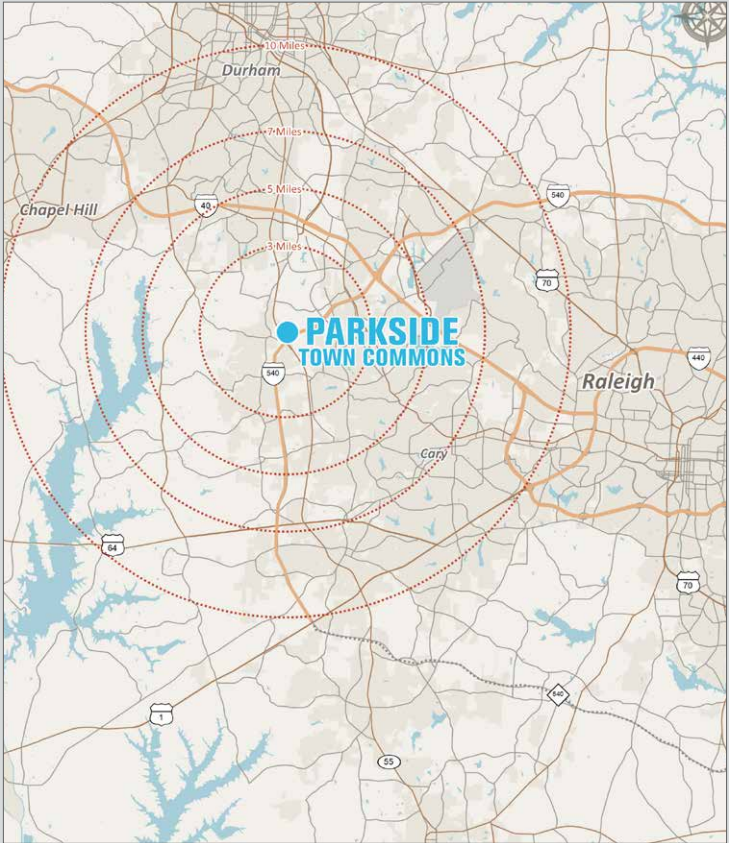 10 Miles
Durham
7 Miles
5 Miles
540
40
Chapel Hill
3 Miles
70
PARKSIDE
TOWN COMMONS
440
540
Raleigh
Cary
64
70
540
1
55